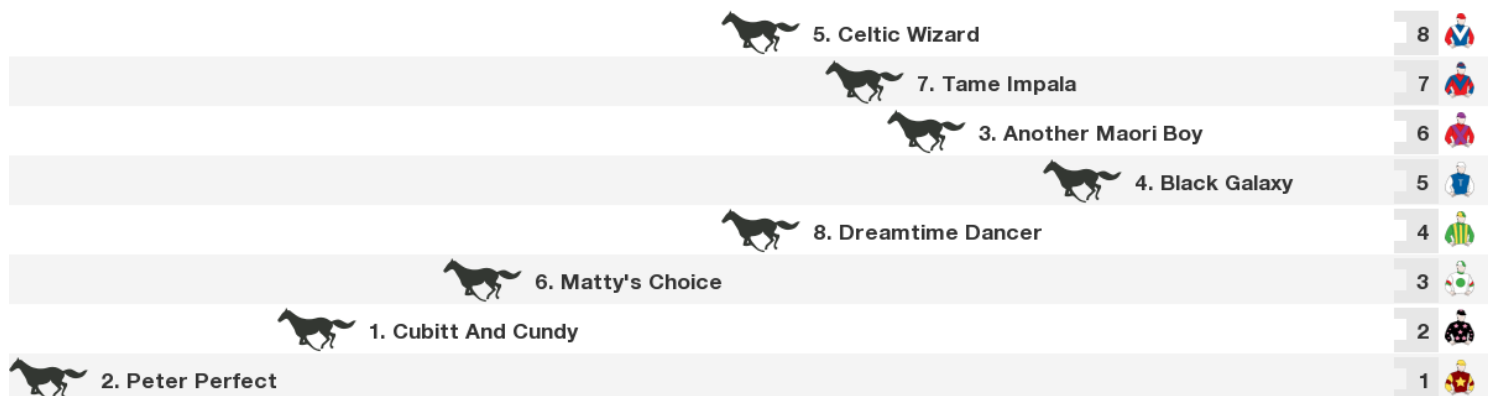 5. Celtic Wizard 8
7. Tame Impala 7
3. Another Maori Boy 6
4. Black Galaxy 5 T
8. Dreamtime Dancer 4
6. Matty's Choice 3
1. Cubitt And Cundy 2
2. Peter Perfect 1